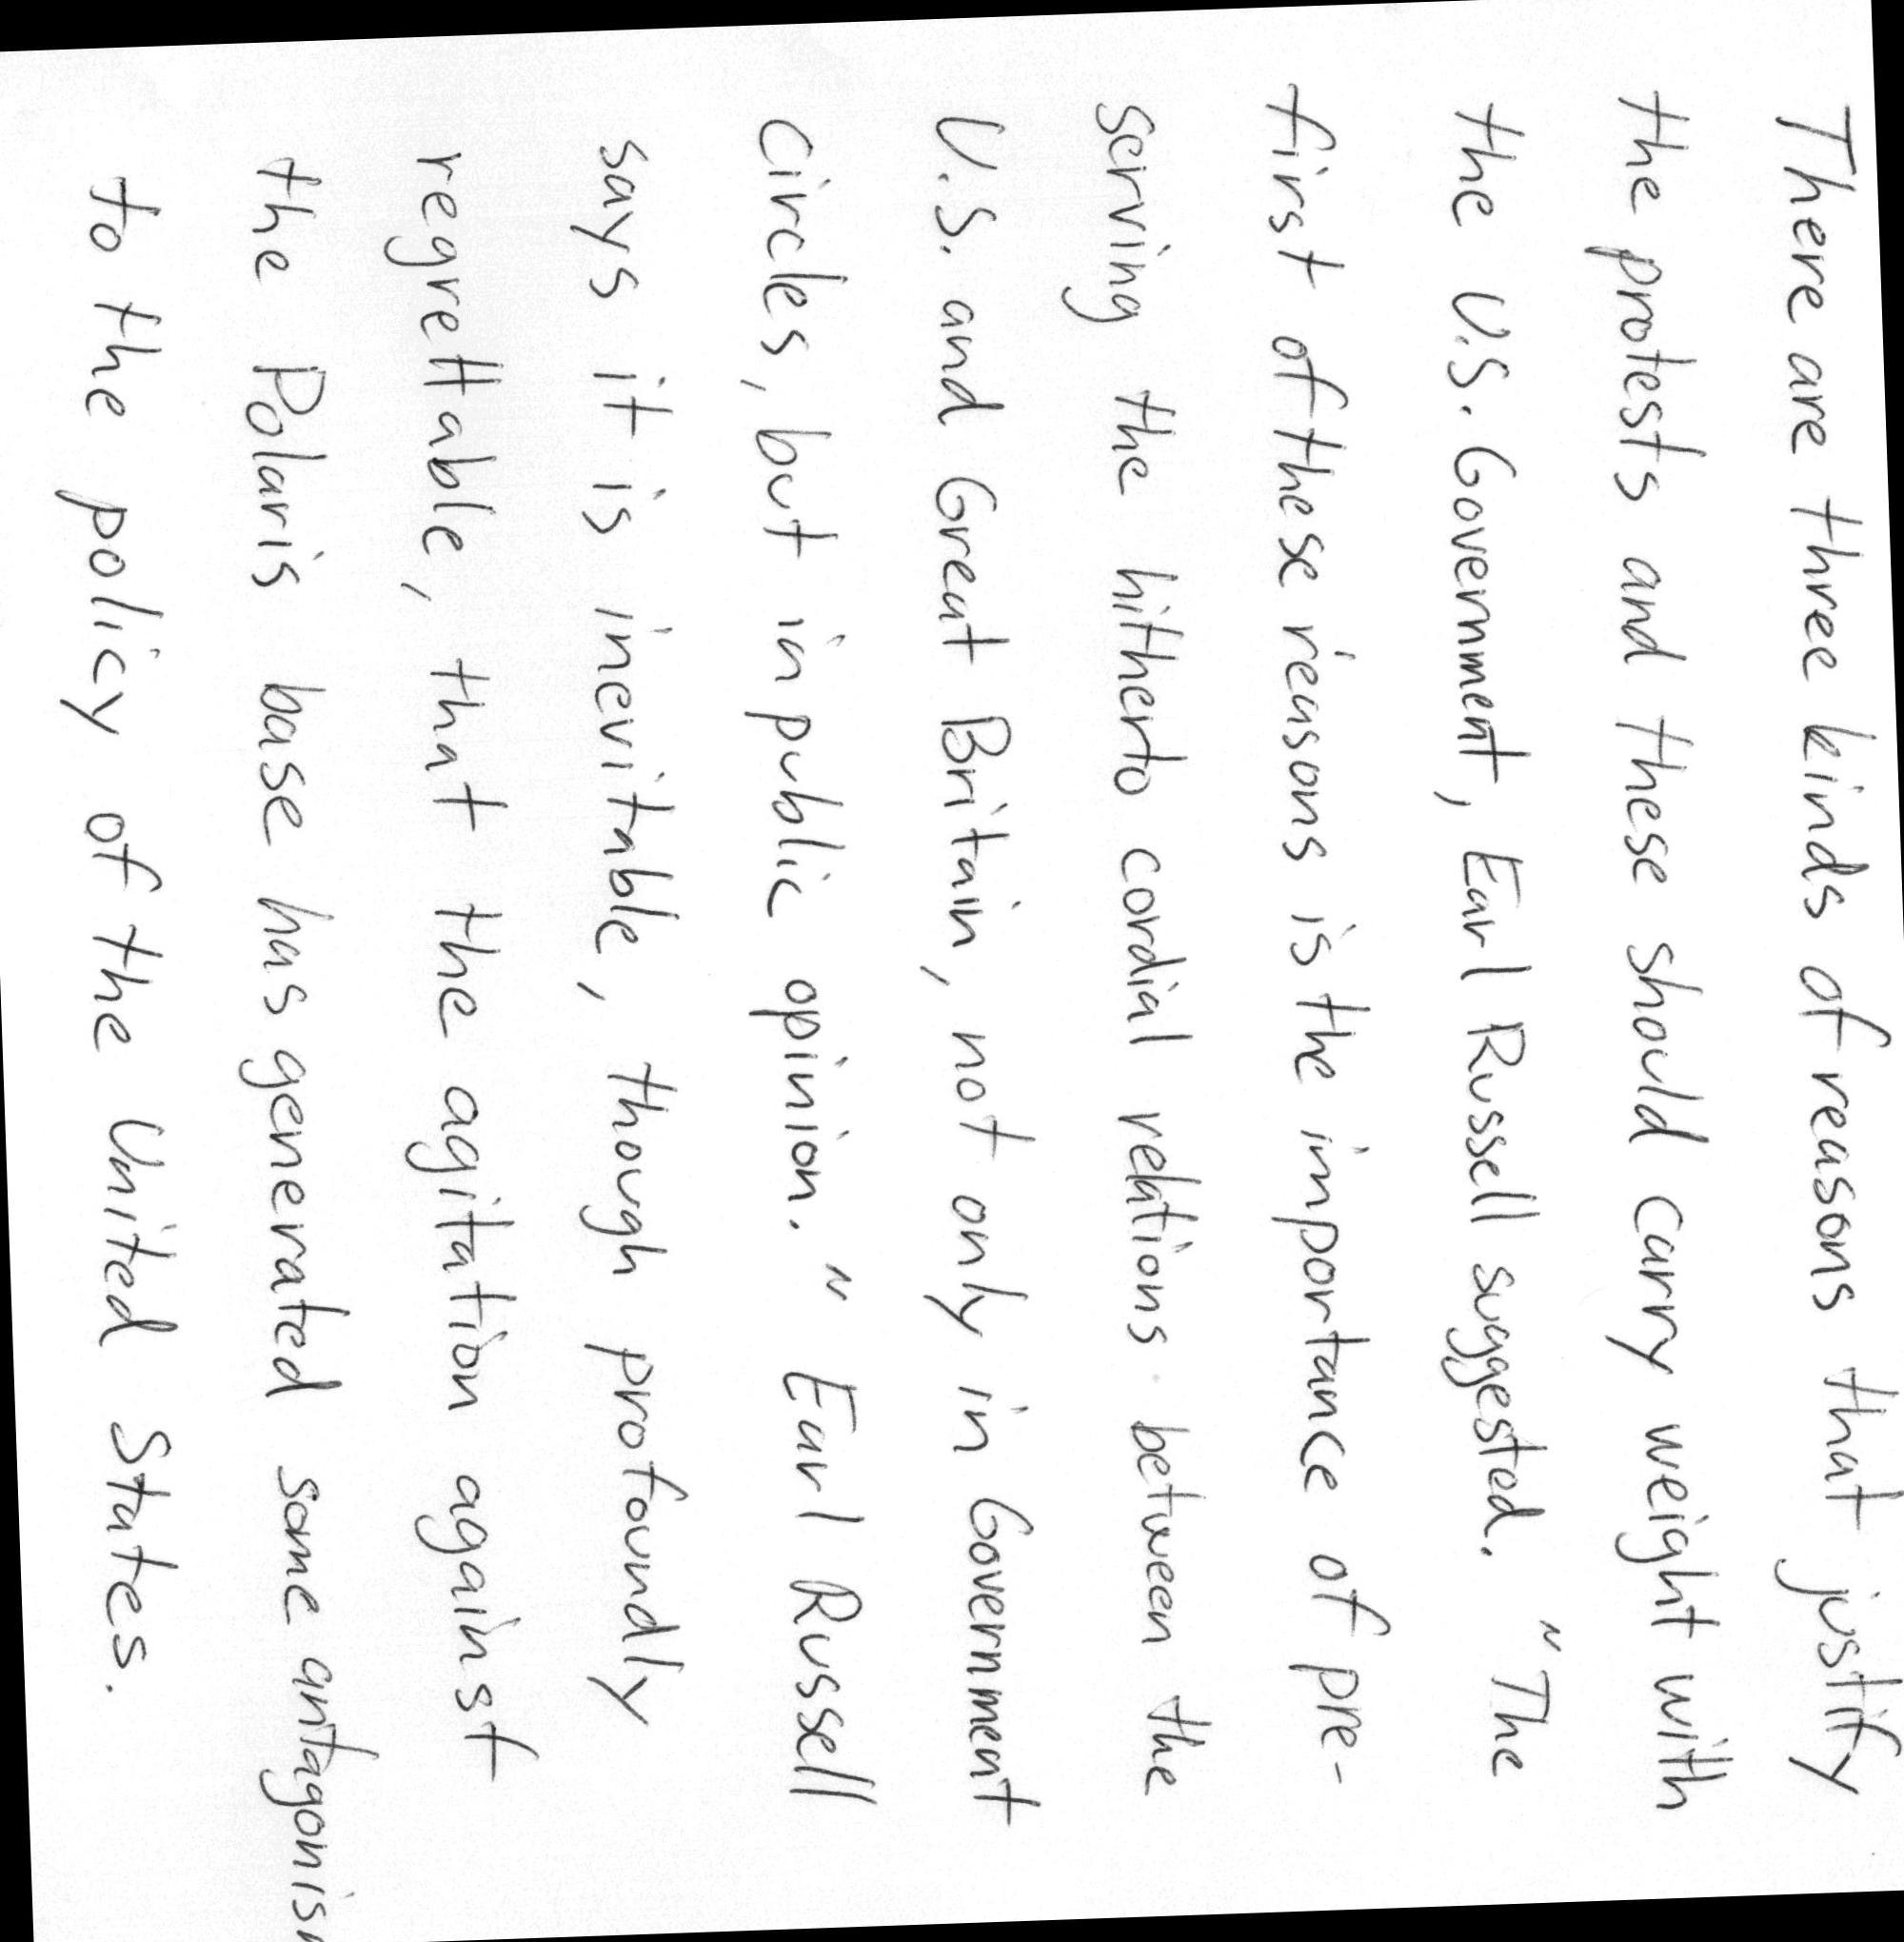 There are three kinds of reasons that justify
the protests and these should carry weight with
the U.S. Government, Earl Russell suggested. "The
first of these reasons is the importance of pre-
serving the hitherto cordial relations between the
U.S. and Great Britain, not only in Government
circles, but in public opinion." Earl Russell
says it is inevitable, though profoundly
regrettable, that the agitation against
the Polaris base has generated some antagonism
to the policy of the United States.